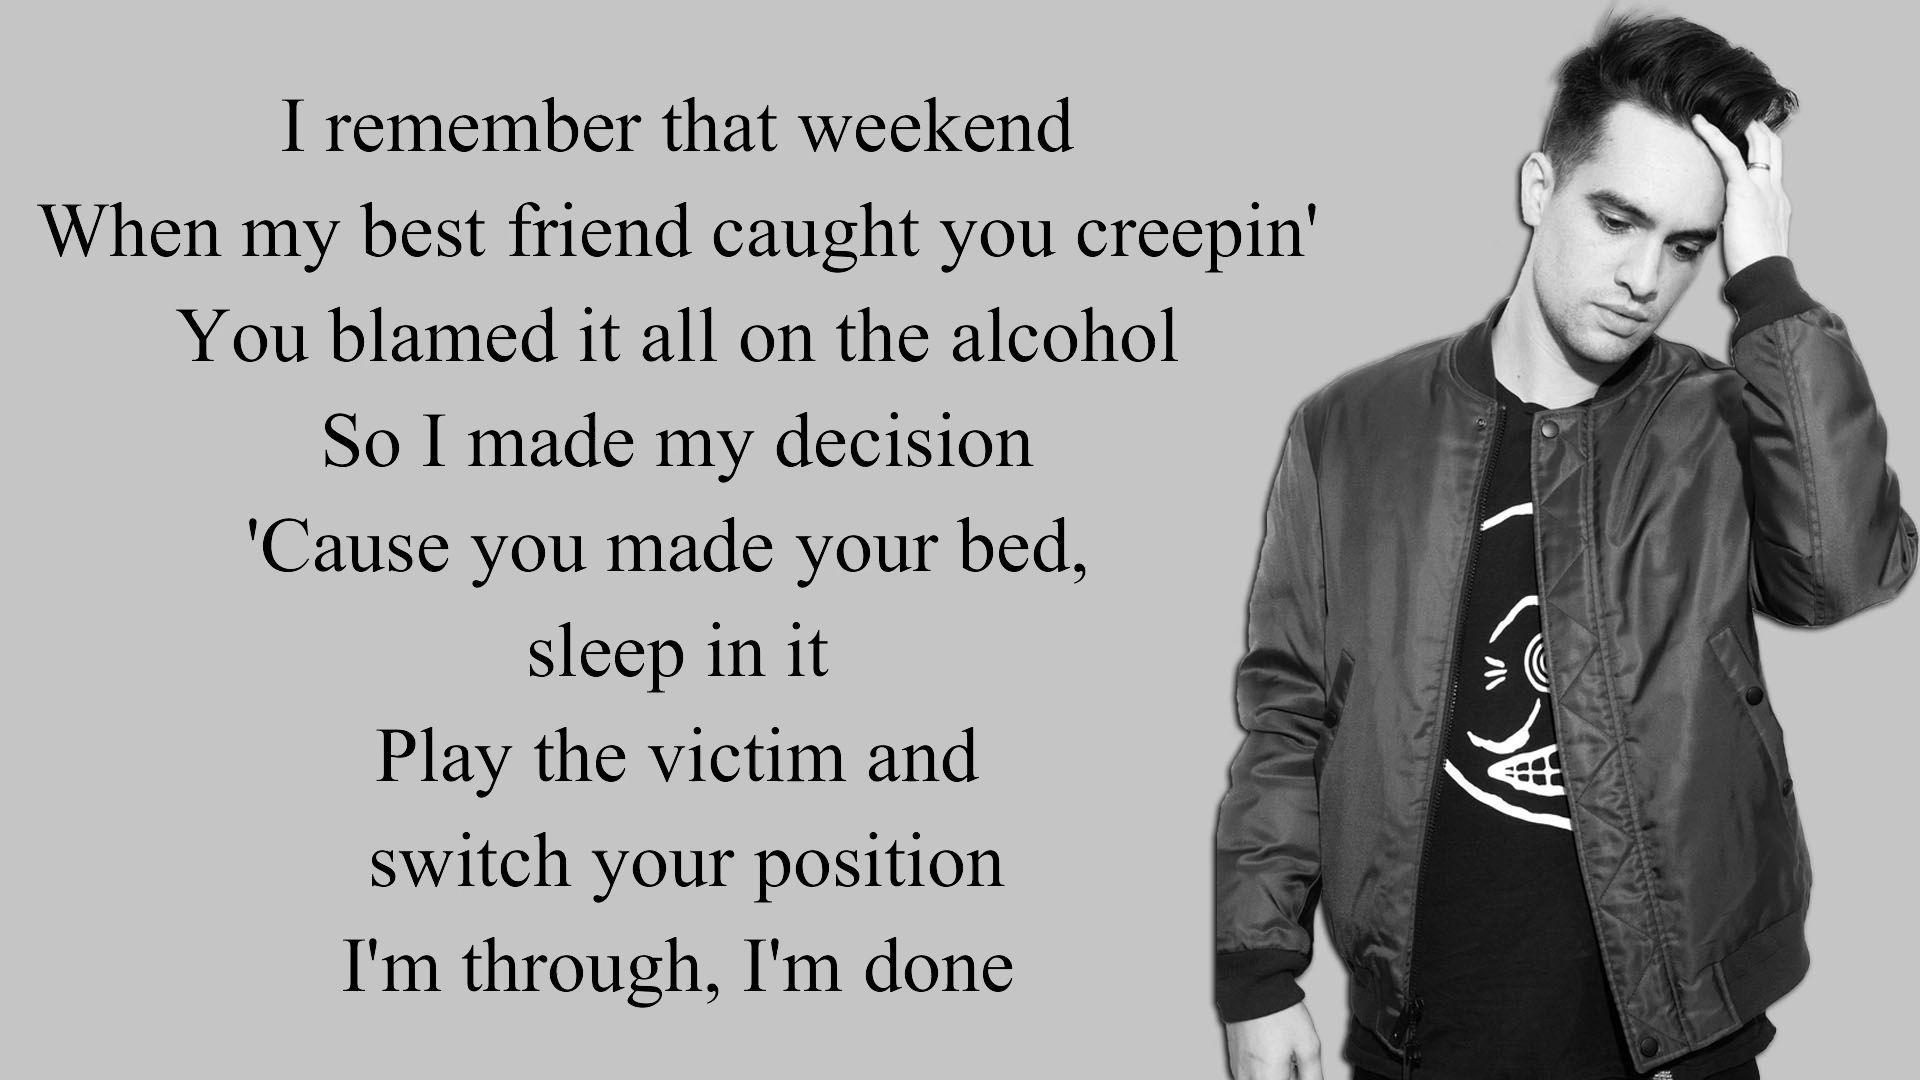 I remember that weekend
When my best friend caught you creepin'
You blamed it all on the alcohol
So I made my decision
'Cause you made your bed,
sleep in it
Play the victim and
switch your position
I'm through, I'm done